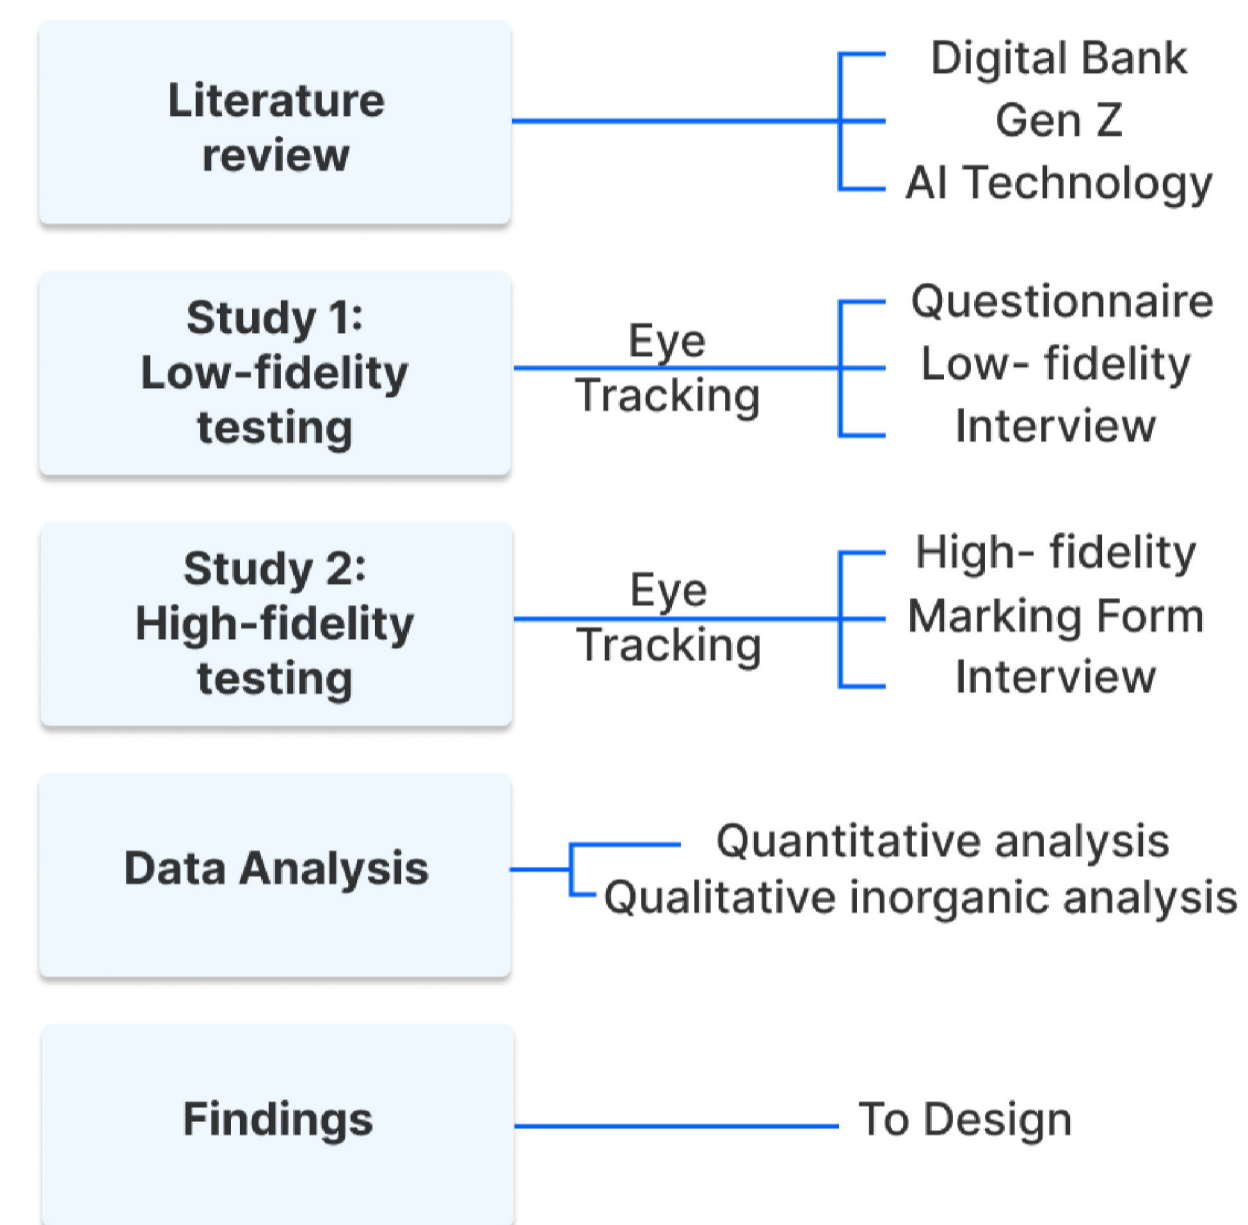 Literature
review
Digital Bank
Gen Z
AI Technology
Study 1:
Low-fidelity
testing
Eye
Tracking
Questionnaire
Low- fidelity
Interview
Study 2:
High-fidelity
testing
Eye
Tracking
High- fidelity
Marking Form
Interview
Data Analysis
Quantitative analysis
Qualitative inorganic analysis
Findings
To Design